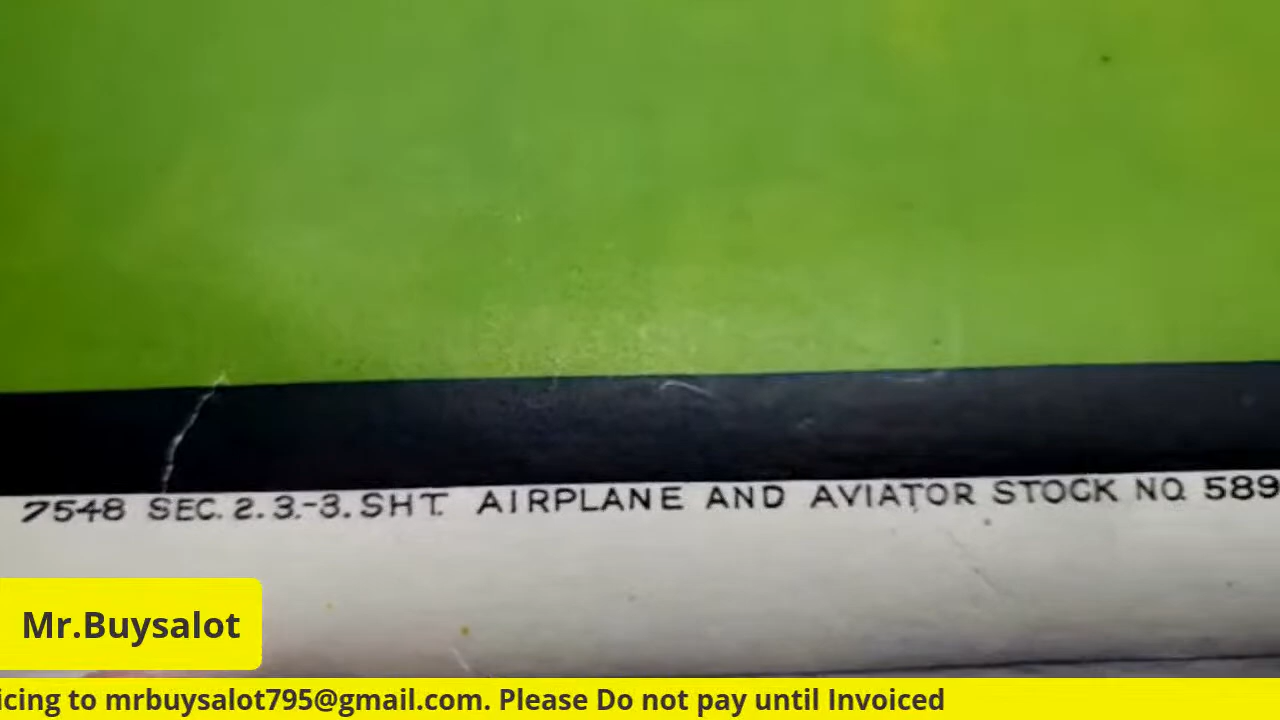 7548 SEC. 2. 3.-3. SHT. AIRPLANE AND AVIATOR STOCK NO. 589
Mr.Buysalot
icing to mrbuysalot795@gmail.com. Please Do not pay until Invoiced